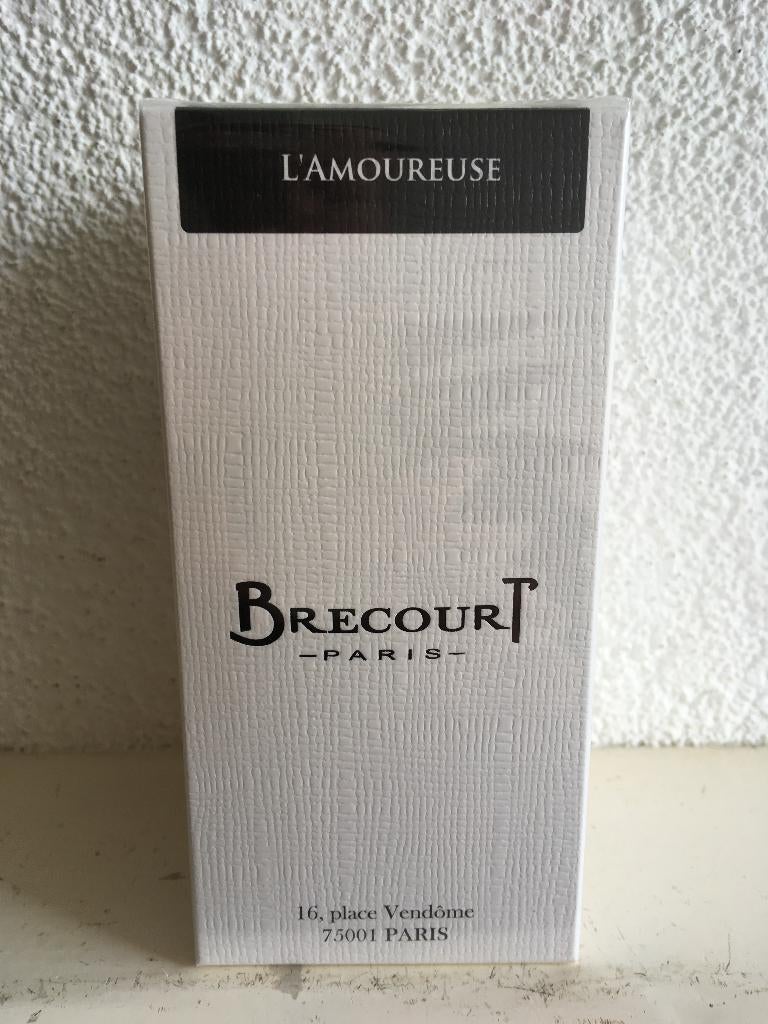 L'AMOUREUSE
BRECOURT
–PARIS–
16, place Vendôme
75001 PARIS